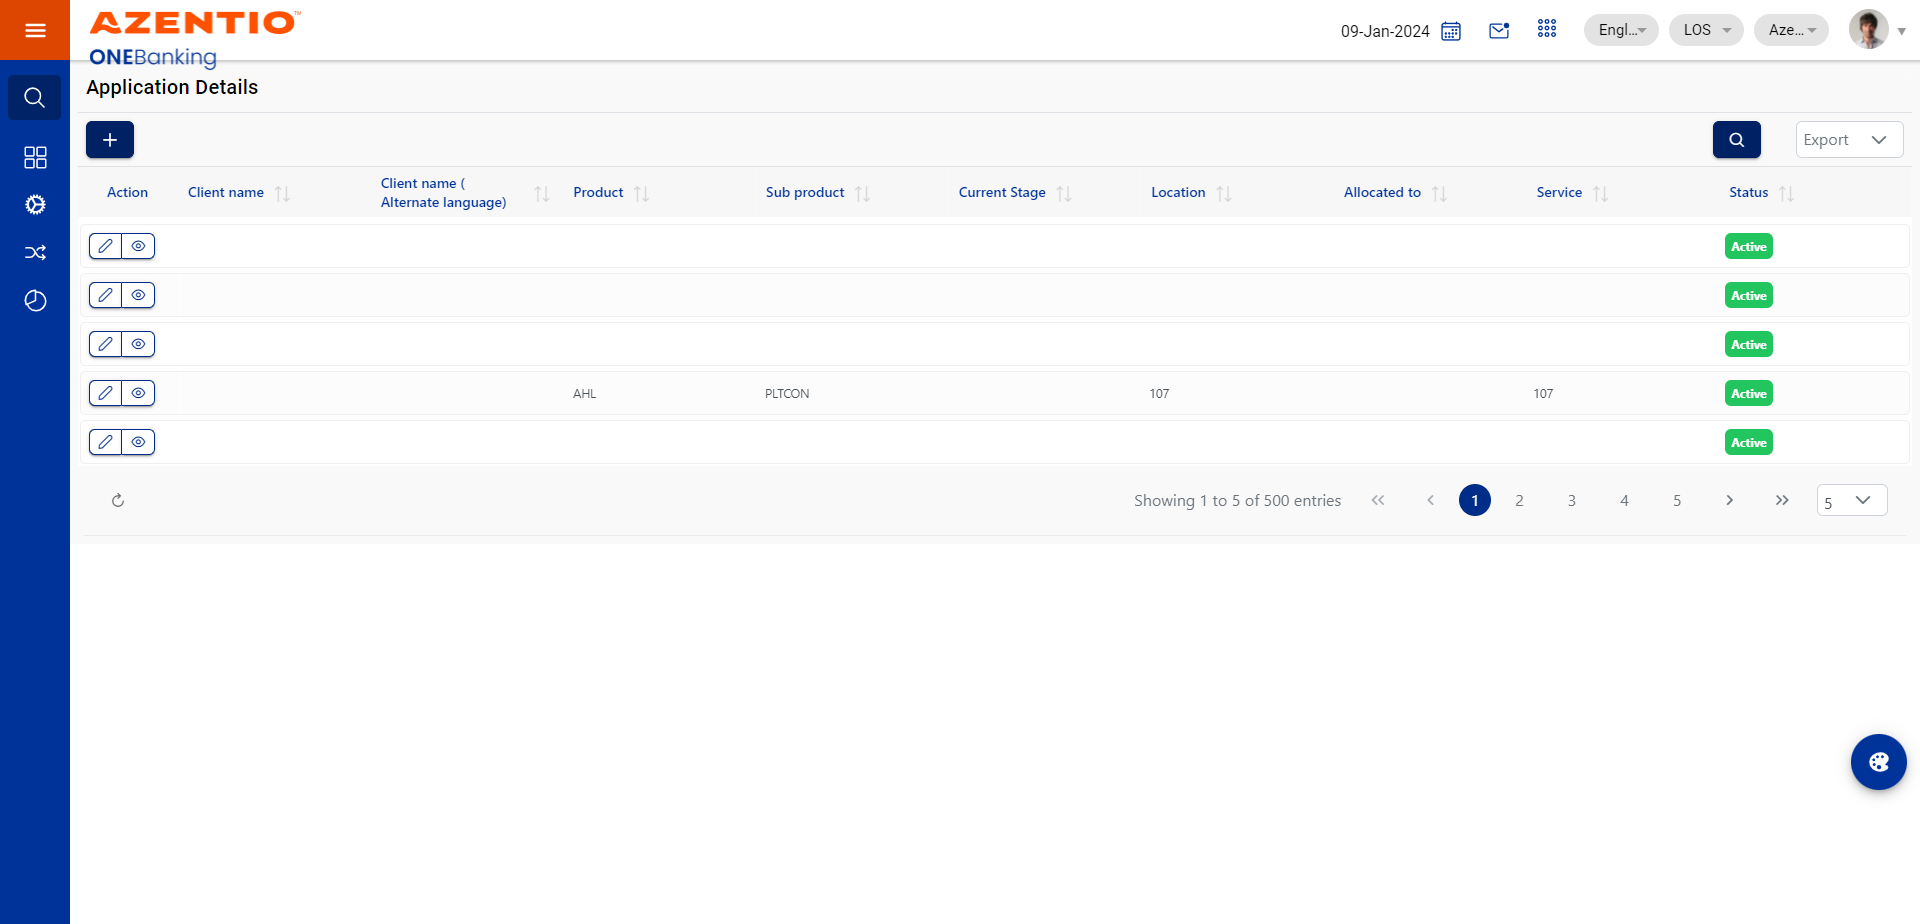 AZENTIO™
ONEBanking
09-Jan-2024
Engl...
LOS
Aze...
Application Details
Export
Action
Client name
Client name (
Alternate language)
Product
Sub product
Current Stage
Location
Allocated to
Service
Status
Active
Active
Active
AHL
PLTCON
107
107
Active
Active
Showing 1 to 5 of 500 entries
1
2
3
4
5
5